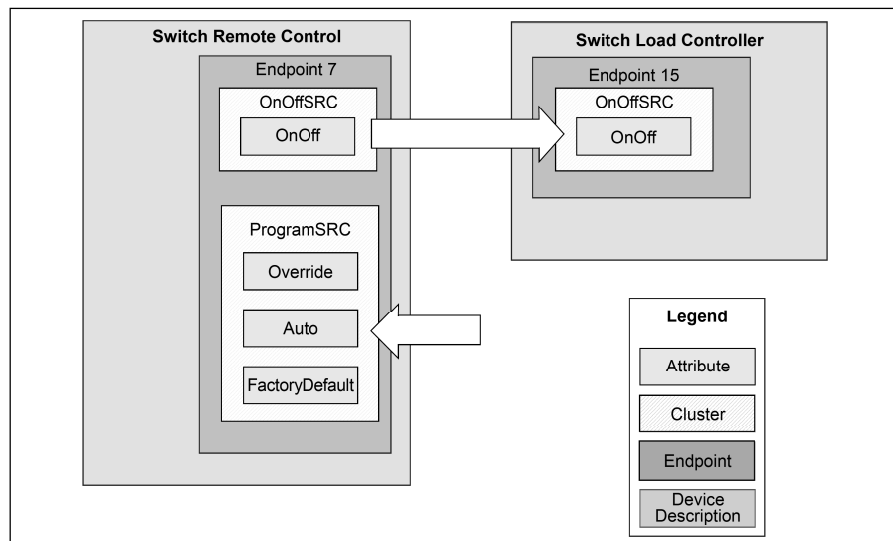 Switch Remote Control
Endpoint 7
OnOffSRC
OnOff
ProgramSRC
Override
Auto
FactoryDefault
Switch Load Controller
Endpoint 15
OnOffSRC
OnOff
Legend
Attribute
Cluster
Endpoint
Device
Description